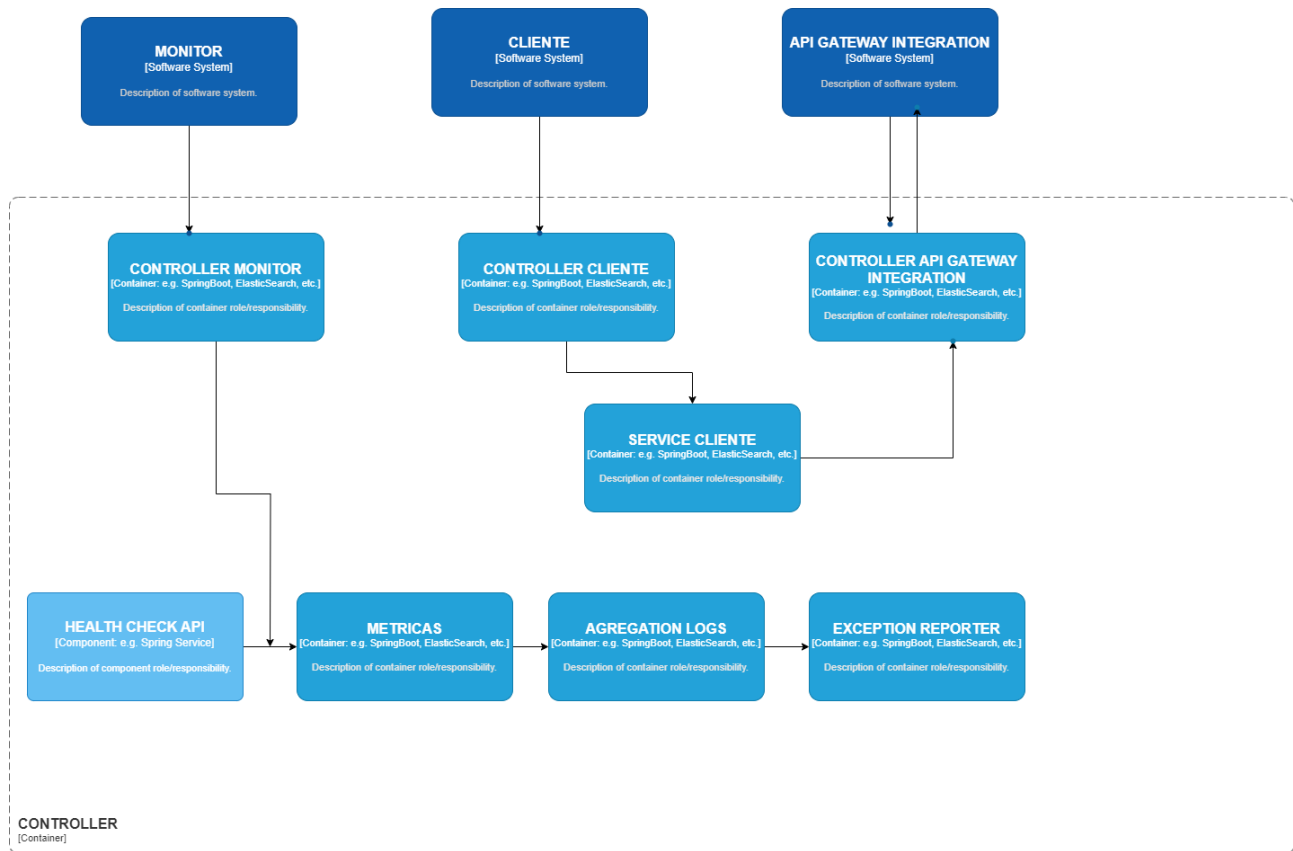 MONITOR
[Software System]
Description of software system.
CLIENTE
[Software System]
Description of software system.
API GATEWAY INTEGRATION
[Software System]
Description of software system.
CONTROLLER MONITOR
[Container: e.g. SpringBoot, ElasticSearch, etc.]
Description of container role/responsibility.
CONTROLLER CLIENTE
[Container: e.g. SpringBoot, ElasticSearch, etc.]
Description of container role/responsibility.
CONTROLLER API GATEWAY
INTEGRATION
[Container: e.g. SpringBoot, ElasticSearch, etc.]
Description of container role/responsibility.
SERVICE CLIENTE
[Container: e.g. SpringBoot, ElasticSearch, etc.]
Description of container role/responsibility.
HEALTH CHECK API
[Component: e.g. Spring Service]
Description of component role/responsibility.
METRICAS
[Container: e.g. SpringBoot, ElasticSearch, etc.]
Description of container role/responsibility.
AGREGATION LOGS
[Container: e.g. SpringBoot, ElasticSearch, etc.]
Description of container role/responsibility.
EXCEPTION REPORTER
[Container: e.g. SpringBoot, ElasticSearch, etc.]
Description of container role/responsibility.
CONTROLLER
[Container]